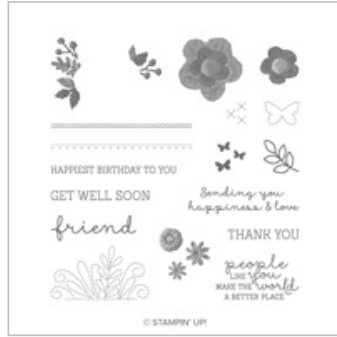 HAPPIEST BIRTHDAY TO YOU
GET WELL SOON
Sending you
happiness & love
friend
THANK YOU
people
LIKE you
MAKE THE world
A BETTER PLACE
© STAMPIN' UP!